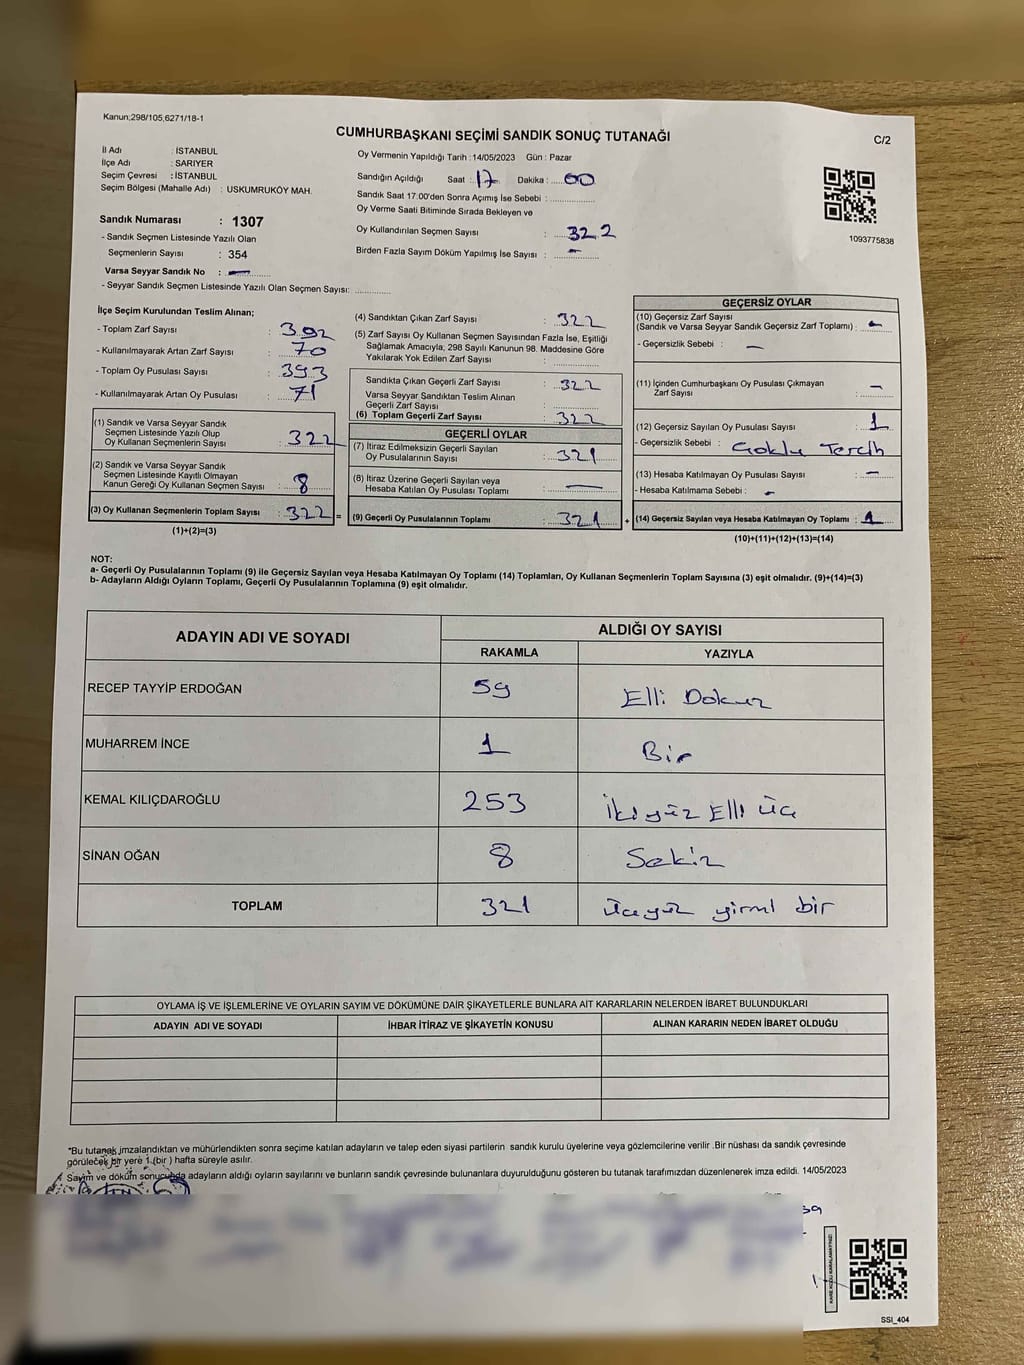 Kanun;298/105;6271/18-1
CUMHURBAŞKANI SEÇİMİ SANDIK SONUÇ TUTANAĞI
C/2
İl Adı : İSTANBUL
İlçe Adı : SARIYER
Seçim Çevresi : İSTANBUL
Seçim Bölgesi (Mahalle Adı) : USKUMRUKÖY MAH.
Sandık Numarası : 1307
- Sandık Seçmen Listesinde Yazılı Olan
Seçmenlerin Sayısı : 354
Varsa Seyyar Sandık No : —
- Seyyar Sandık Seçmen Listesinde Yazılı Olan Seçmen Sayısı:
Oy Vermenin Yapıldığı Tarih : 14/05/2023 Gün : Pazar
Sandığın Açıldığı Saat : 17 Dakika : 00
Sandık Saat 17:00'den Sonra Açımış İse Sebebi :
Oy Verme Saati Bitiminde Sırada Bekleyen ve
Oy Kullandırılan Seçmen Sayısı : 322
Birden Fazla Sayım Döküm Yapılmış İse Sayısı : -
1093775838
İlçe Seçim Kurulundan Teslim Alınan;
- Toplam Zarf Sayısı : 392
- Kullanılmayarak Artan Zarf Sayısı : 70
- Toplam Oy Pusulası Sayısı : 393
- Kullanılmayarak Artan Oy Pusulası : 71
(1) Sandık ve Varsa Seyyar Sandık
Seçmen Listesinde Yazılı Olup
Oy Kullanan Seçmenlerin Sayısı : 322
(2) Sandık ve Varsa Seyyar Sandık
Seçmen Listesinde Kayıtlı Olmayan
Kanun Gereği Oy Kullanan Seçmen Sayısı : 8
(3) Oy Kullanan Seçmenlerin Toplam Sayısı : 322 =
(1)+(2)=(3)
(4) Sandıktan Çıkan Zarf Sayısı : 322
(5) Zarf Sayısı Oy Kullanan Seçmen Sayısından Fazla İse, Eşitliği
Sağlamak Amacıyla; 298 Sayılı Kanunun 98. Maddesine Göre
Yakılarak Yok Edilen Zarf Sayısı :
Sandıkta Çıkan Geçerli Zarf Sayısı : 322
Varsa Seyyar Sandıktan Teslim Alınan
Geçerli Zarf Sayısı :
(6) Toplam Geçerli Zarf Sayısı : 322
GEÇERLİ OYLAR
(7) İtiraz Edilmeksizin Geçerli Sayılan
Oy Pusulalarının Sayısı : 321
(8) İtiraz Üzerine Geçerli Sayılan veya
Hesaba Katılan Oy Pusulası Toplamı : —
(9) Geçerli Oy Pusulalarının Toplamı : 321 +
GEÇERSİZ OYLAR
(10) Geçersiz Zarf Sayısı
(Sandık ve Varsa Seyyar Sandık Geçersiz Zarf Toplamı) : -
- Geçersizlik Sebebi : —
(11) İçinden Cumhurbaşkanı Oy Pusulası Çıkmayan
Zarf Sayısı : —
(12) Geçersiz Sayılan Oy Pusulası Sayısı : 1
- Geçersizlik Sebebi : Çoklu Tercih
(13) Hesaba Katılmayan Oy Pusulası Sayısı : —
- Hesaba Katılmama Sebebi : -
(14) Geçersiz Sayılan veya Hesaba Katılmayan Oy Toplamı : 1
(10)+(11)+(12)+(13)=(14)
NOT:
a- Geçerli Oy Pusulalarının Toplamı (9) ile Geçersiz Sayılan veya Hesaba Katılmayan Oy Toplamı (14) Toplamları, Oy Kullanan Seçmenlerin Toplam Sayısına (3) eşit olmalıdır. (9)+(14)=(3)
b- Adayların Aldığı Oyların Toplamı, Geçerli Oy Pusulalarının Toplamına (9) eşit olmalıdır.
ADAYIN ADI VE SOYADI ALDIĞI OY SAYISI
RAKAMLA YAZIYLA
RECEP TAYYİP ERDOĞAN 59 Elli Dokuz
MUHARREM İNCE 1 Bir
KEMAL KILIÇDAROĞLU 253 İkiyüz Elli üç
SİNAN OĞAN 8 Sekiz
TOPLAM 321 üçyüz yirmi bir
OYLAMA İŞ VE İŞLEMLERİNE VE OYLARIN SAYIM VE DÖKÜMÜNE DAİR ŞİKAYETLERLE BUNLARA AİT KARARLARIN NELERDEN İBARET BULUNDUKLARI
ADAYIN ADI VE SOYADI İHBAR İTİRAZ VE ŞİKAYETİN KONUSU ALINAN KARARIN NEDEN İBARET OLDUĞU
*Bu tutanak imzalandıktan ve mühürlendikten sonra seçime katılan adayların ve talep eden siyasi partilerin sandık kurulu üyelerine veya gözlemcilerine verilir .Bir nüshası da sandık çevresinde
görülecek bir yere 1 (bir ) hafta süreyle asılır.
Sayım ve döküm sonucunda adayların aldığı oyların sayılarını ve bunların sandık çevresinde bulunanlara duyurulduğunu gösteren bu tutanak tarafımızdan düzenlenerek imza edildi. 14/05/2023
KARE KODU KARALAMAYINIZ!
SSI_404